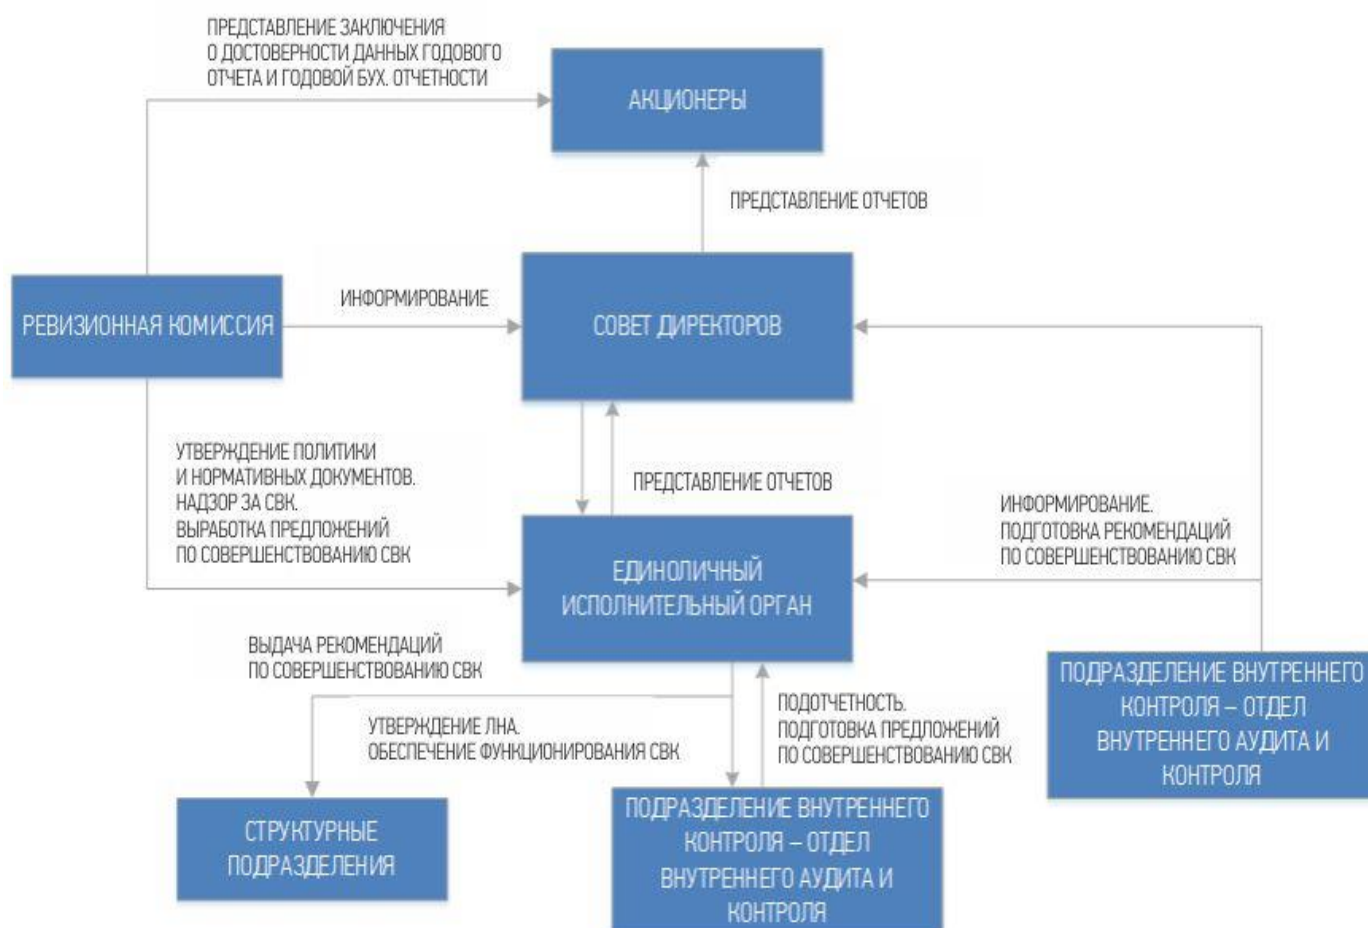 ПРЕДСТАВЛЕНИЕ ЗАКЛЮЧЕНИЯ
О ДОСТОВЕРНОСТИ ДАННЫХ ГОДОВОГО
ОТЧЕТА И ГОДОВОЙ БУХ. ОТЧЕТНОСТИ
АКЦИОНЕРЫ
ПРЕДСТАВЛЕНИЕ ОТЧЕТОВ
РЕВИЗИОННАЯ КОМИССИЯ
ИНФОРМИРОВАНИЕ
СОВЕТ ДИРЕКТОРОВ
УТВЕРЖДЕНИЕ ПОЛИТИКИ
И НОРМАТИВНЫХ ДОКУМЕНТОВ.
НАДЗОР ЗА СВК.
ВЫРАБОТКА ПРЕДЛОЖЕНИЙ
ПО СОВЕРШЕНСТВОВАНИЮ СВК
ПРЕДСТАВЛЕНИЕ ОТЧЕТОВ
ИНФОРМИРОВАНИЕ.
ПОДГОТОВКА РЕКОМЕНДАЦИЙ
ПО СОВЕРШЕНСТВОВАНИЮ СВК
ЕДИНОЛИЧНЫЙ
ИСПОЛНИТЕЛЬНЫЙ ОРГАН
ВЫДАЧА РЕКОМЕНДАЦИЙ
ПО СОВЕРШЕНСТВОВАНИЮ СВК
УТВЕРЖДЕНИЕ ЛНА.
ОБЕСПЕЧЕНИЕ ФУНКЦИОНИРОВАНИЯ СВК
ПОДОТЧЕТНОСТЬ.
ПОДГОТОВКА ПРЕДЛОЖЕНИЙ
ПО СОВЕРШЕНСТВОВАНИЮ СВК
ПОДРАЗДЕЛЕНИЕ ВНУТРЕННЕГО
КОНТРОЛЯ – ОТДЕЛ
ВНУТРЕННЕГО АУДИТА И
КОНТРОЛЯ
СТРУКТУРНЫЕ
ПОДРАЗДЕЛЕНИЯ
ПОДРАЗДЕЛЕНИЕ ВНУТРЕННЕГО
КОНТРОЛЯ – ОТДЕЛ
ВНУТРЕННЕГО АУДИТА И
КОНТРОЛЯ